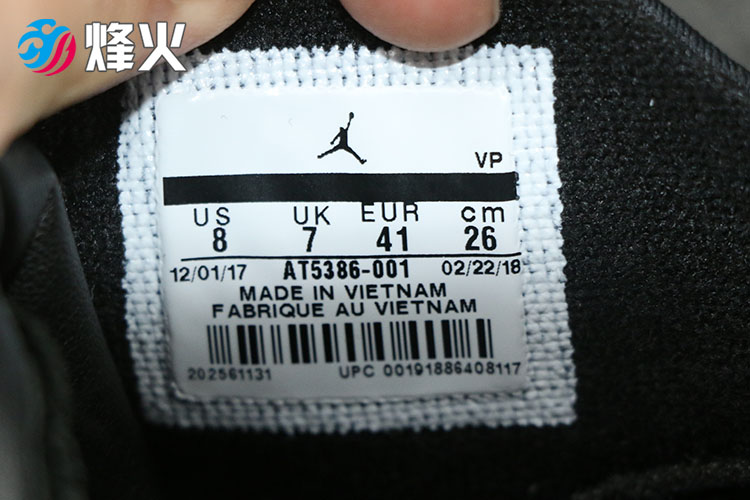 烽火
VP
US UK EUR cm
8 7 41 26
12/01/17 AT5386-001 02/22/18
MADE IN VIETNAM
FABRIQUE AU VIETNAM
202561131 UPC 00191886408117